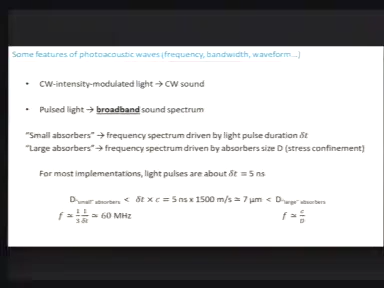 Some features of photoacoustic waves (frequency, bandwidth, waveform...)
• CW-intensity-modulated light → CW sound
• Pulsed light → broadband sound spectrum
"Small absorbers" → frequency spectrum driven by light pulse duration δt
"Large absorbers" → frequency spectrum driven by absorbers size D (stress confinement)
For most implementations, light pulses are about δt = 5 ns
D"small" absorbers < δt × c = 5 ns x 1500 m/s ≃ 7 μm < D"large" absorbers
f ≃ 1/3 1/δt ≃ 60 MHz f ≃ c/D